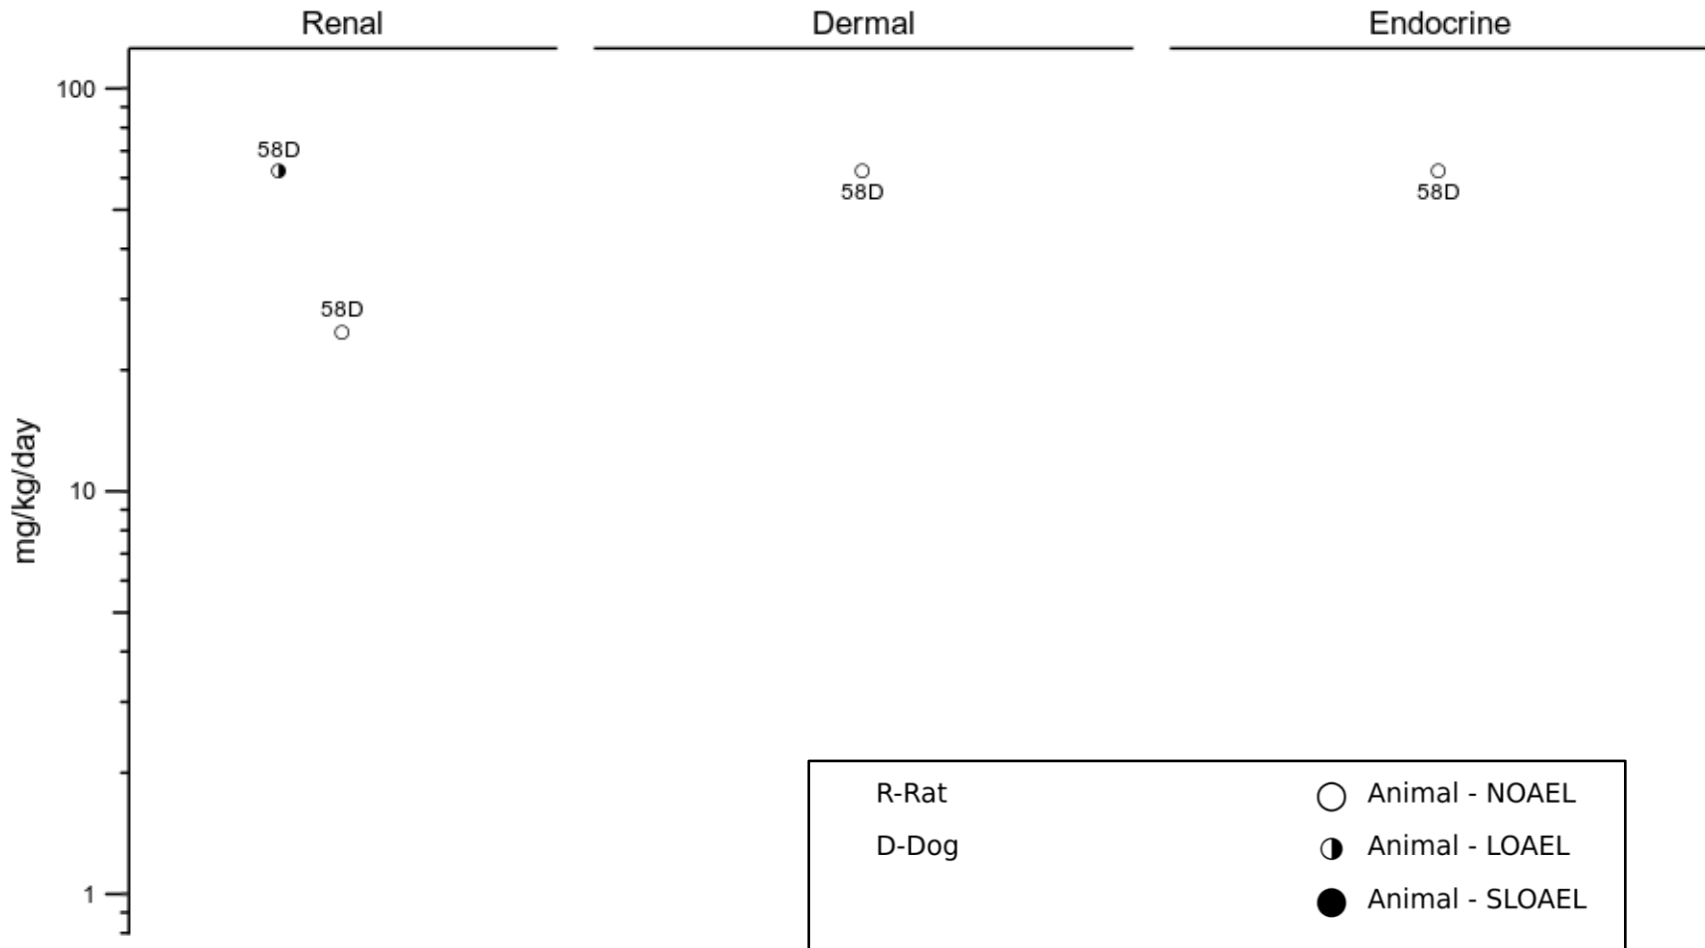 Renal Dermal Endocrine
100
58D
58D 58D
58D
mg/kg/day
10
1
R-Rat Animal - NOAEL
D-Dog Animal - LOAEL
Animal - SLOAEL